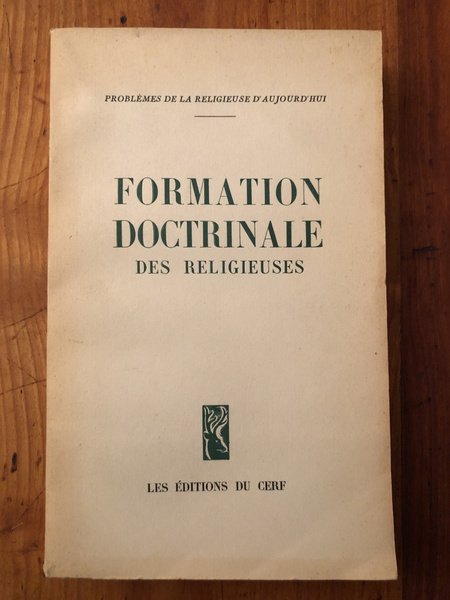 PROBLÈMES DE LA RELIGIEUSE D'AUJOURD'HUI
FORMATION
DOCTRINALE
DES RELIGIEUSES
LES ÉDITIONS DU CERF